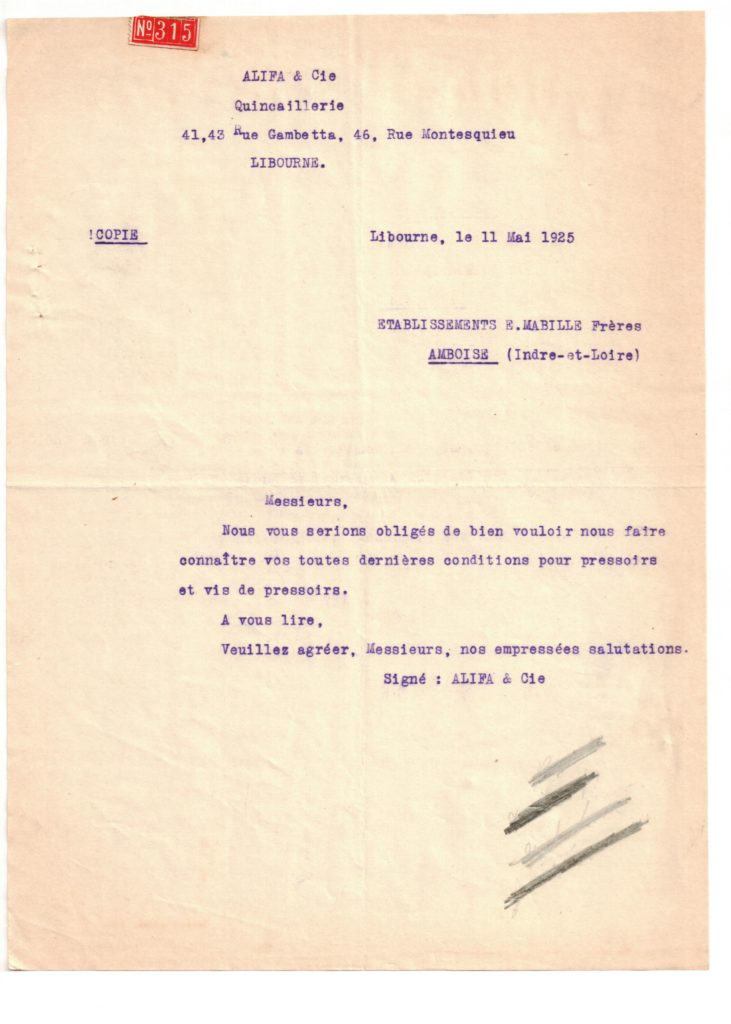 Nº 315
ALIFA & Cie
Quincaillerie
41,43 Rue Gambetta, 46, Rue Montesquieu
LIBOURNE.
!COPIE
Libourne, le 11 Mai 1925
ETABLISSEMENTS E.MABILLE Frères
AMBOISE (Indre-et-Loire)
Messieurs,
Nous vous serions obligés de bien vouloir nous faire
connaître vos toutes dernières conditions pour pressoirs
et vis de pressoirs.
A vous lire,
Veuillez agréer, Messieurs, nos empressées salutations.
Signé : ALIFA & Cie